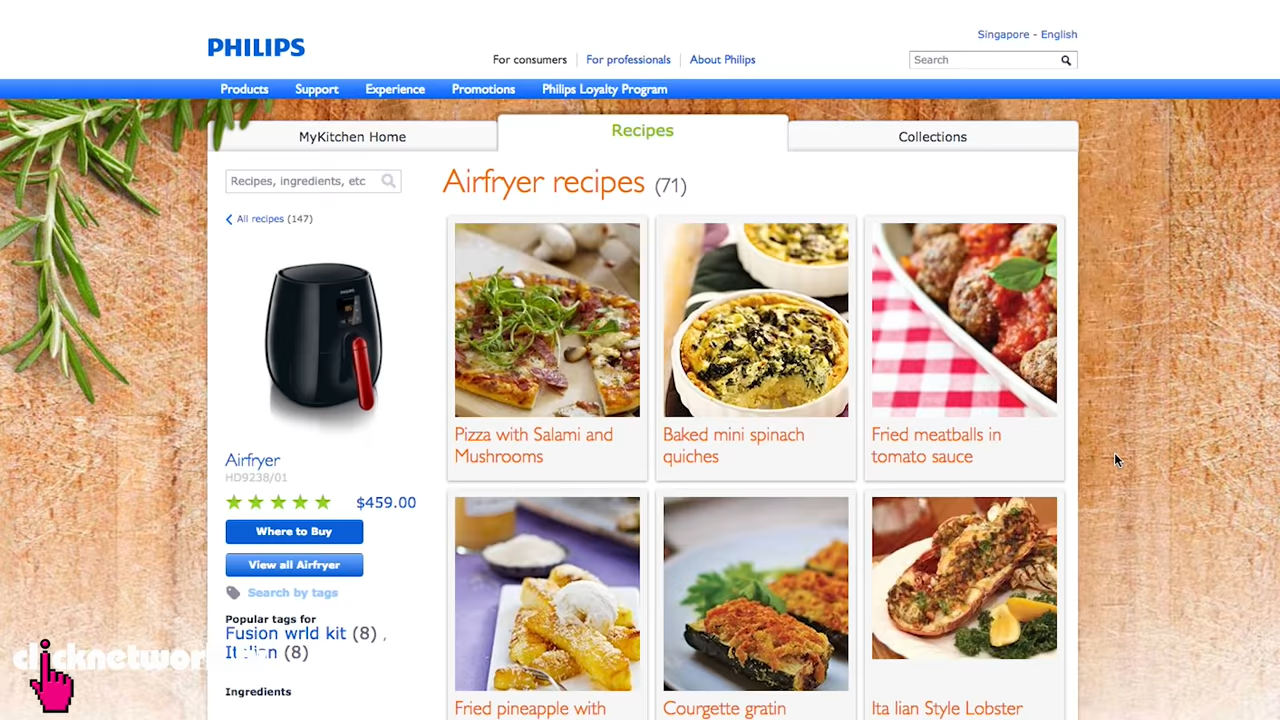 PHILIPS
Singapore - English
For consumers
For professionals
About Philips
Search
Products
Support
Experience
Promotions
Philips Loyalty Program
MyKitchen Home
Recipes
Collections
Recipes, ingredients, etc
All recipes (147)
Airfryer
HD9238/01
$459.00
Where to Buy
View all Airfryer
Search by tags
Popular tags for
Fusion wrld kit (8) ,
Italian (8)
Ingredients
Airfryer recipes (71)
Pizza with Salami and
Mushrooms
Baked mini spinach
quiches
Fried meatballs in
tomato sauce
Fried pineapple with
Courgette gratin
Ita lian Style Lobster